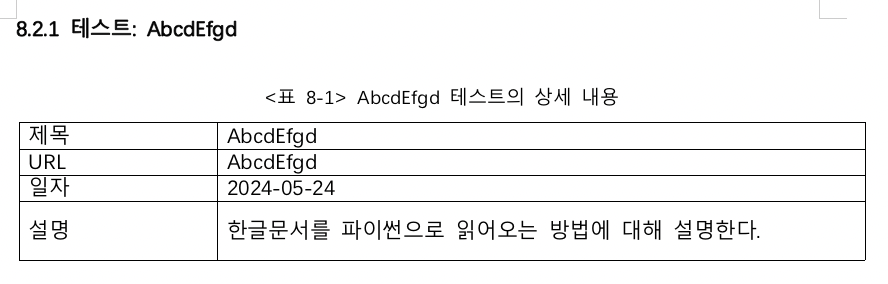 8.2.1 테스트: AbcdEfgd
<표 8-1> AbcdEfgd 테스트의 상세 내용
제목 AbcdEfgd
URL AbcdEfgd
일자 2024-05-24
설명 한글문서를 파이썬으로 읽어오는 방법에 대해 설명한다.